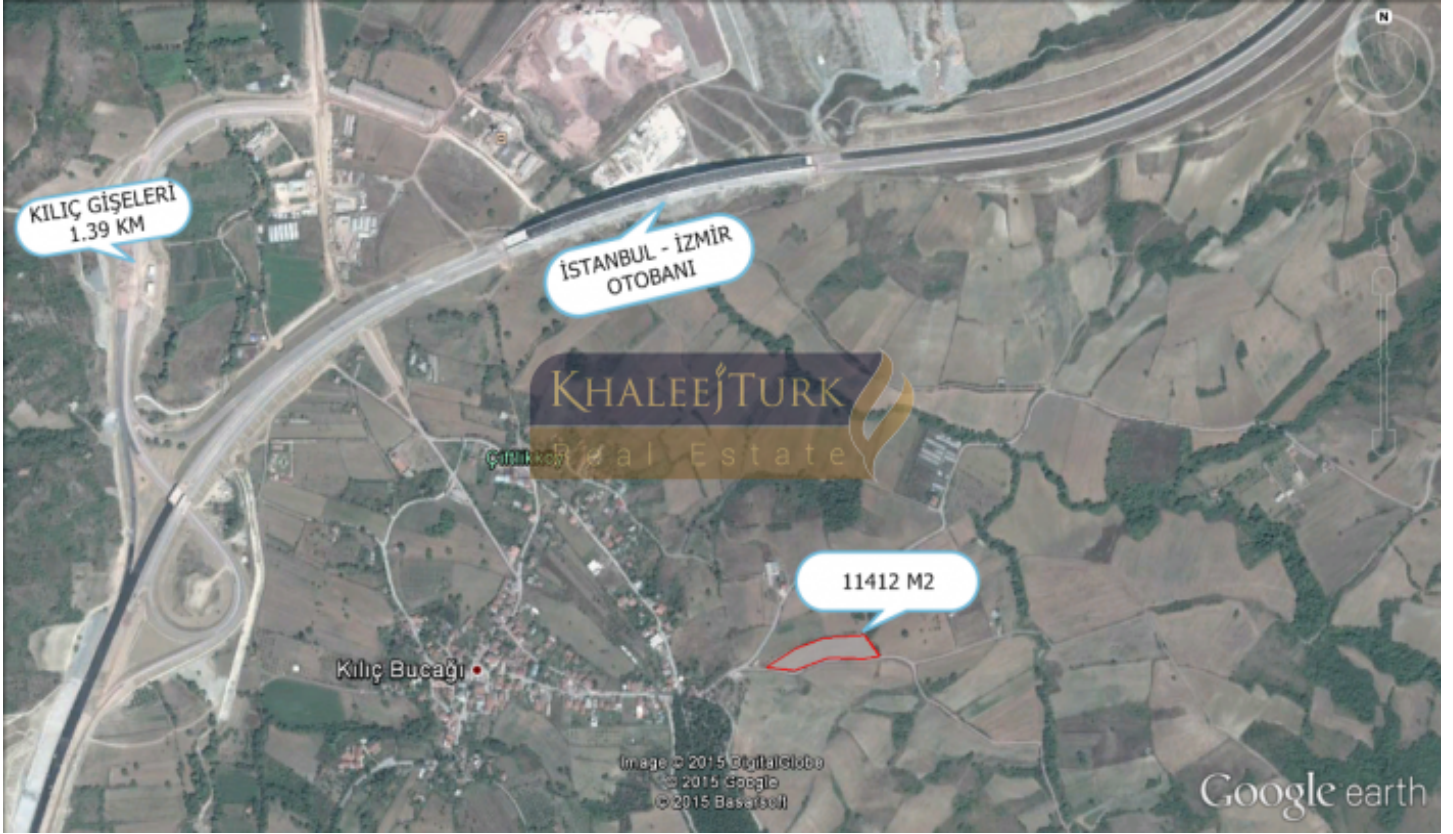 N
KILIÇ GİŞELERİ
1.39 KM
İSTANBUL - İZMİR
OTOBANI
KHALEEJTURK
Real Estate
Çiftlikköy
11412 M2
Kılıç Bucağı
Image © 2015 DigitalGlobe
© 2015 Google
© 2015 Basarsoft
Google earth